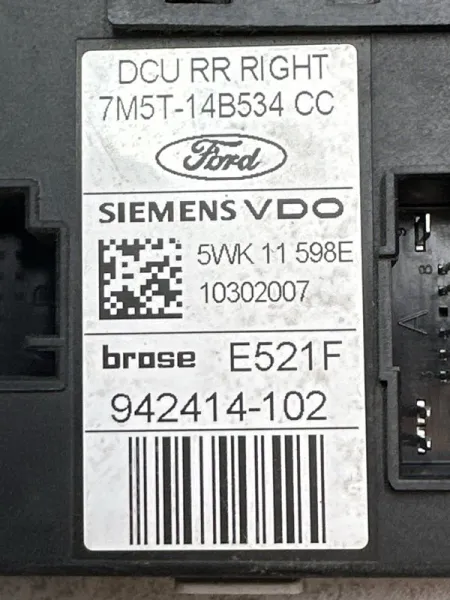 DCU RR RIGHT
7M5T-14B534 CC
Ford
SIEMENS VDO
5WK 11 598E
10302007
brose E521F
942414-102
A